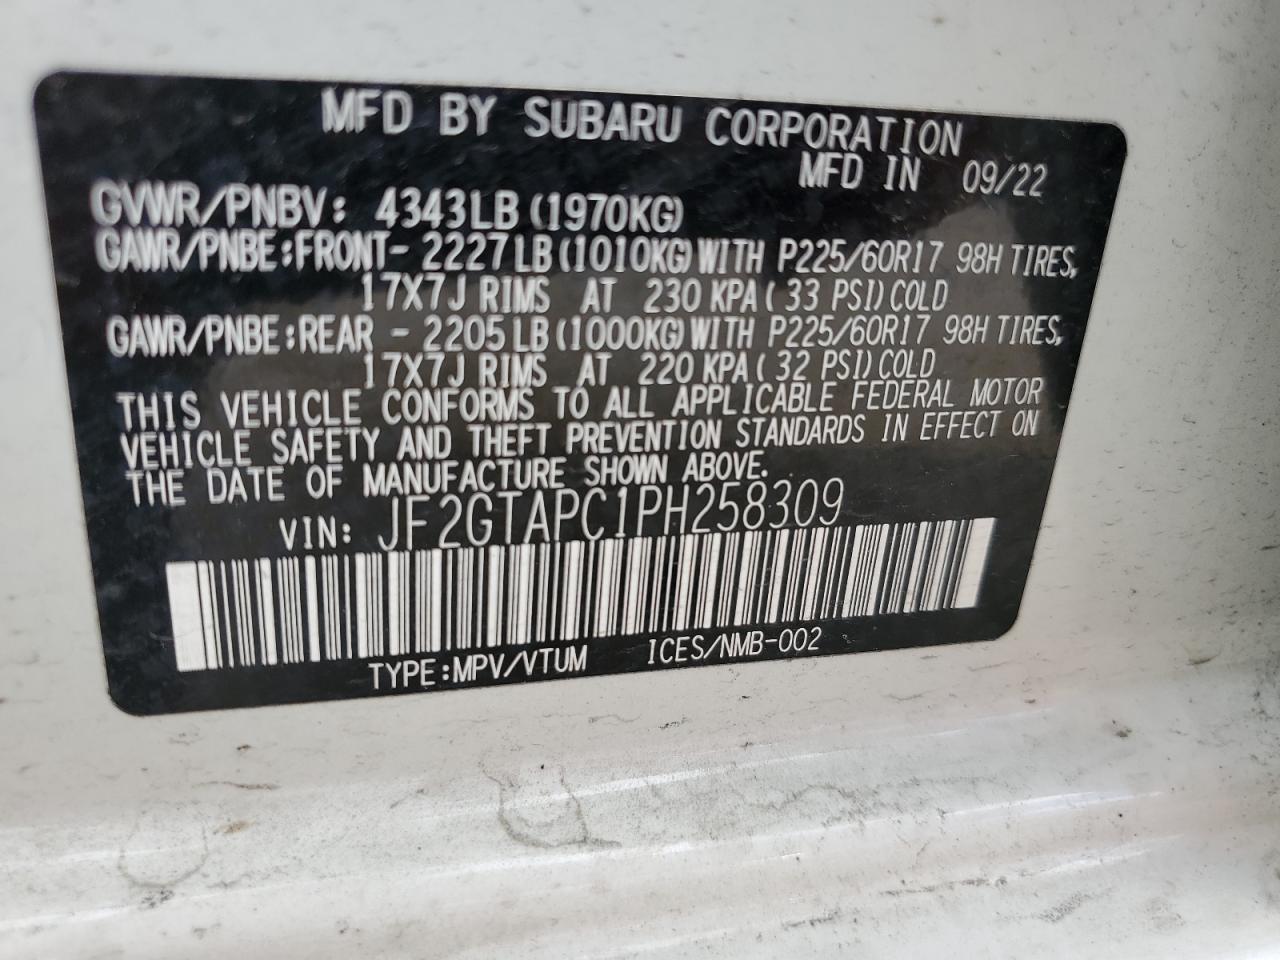 MFD BY SUBARU CORPORATION
MFD IN 09/22
GVWR/PNBV: 4343LB (1970KG)
GAWR/PNBE:FRONT- 2227LB(1010KG)WITH P225/60R17 98H TIRES,
17X7J RIMS AT 230 KPA( 33 PSI)COLD
GAWR/PNBE:REAR - 2205LB(1000KG)WITH P225/60R17 98H TIRES,
17X7J RIMS AT 220 KPA( 32 PSI)COLD
THIS VEHICLE CONFORMS TO ALL APPLICABLE FEDERAL MOTOR
VEHICLE SAFETY AND THEFT PREVENTION STANDARDS IN EFFECT ON
THE DATE OF MANUFACTURE SHOWN ABOVE.
VIN: JF2GTAPC1PH258309
TYPE:MPV/VTUM ICES/NMB-002